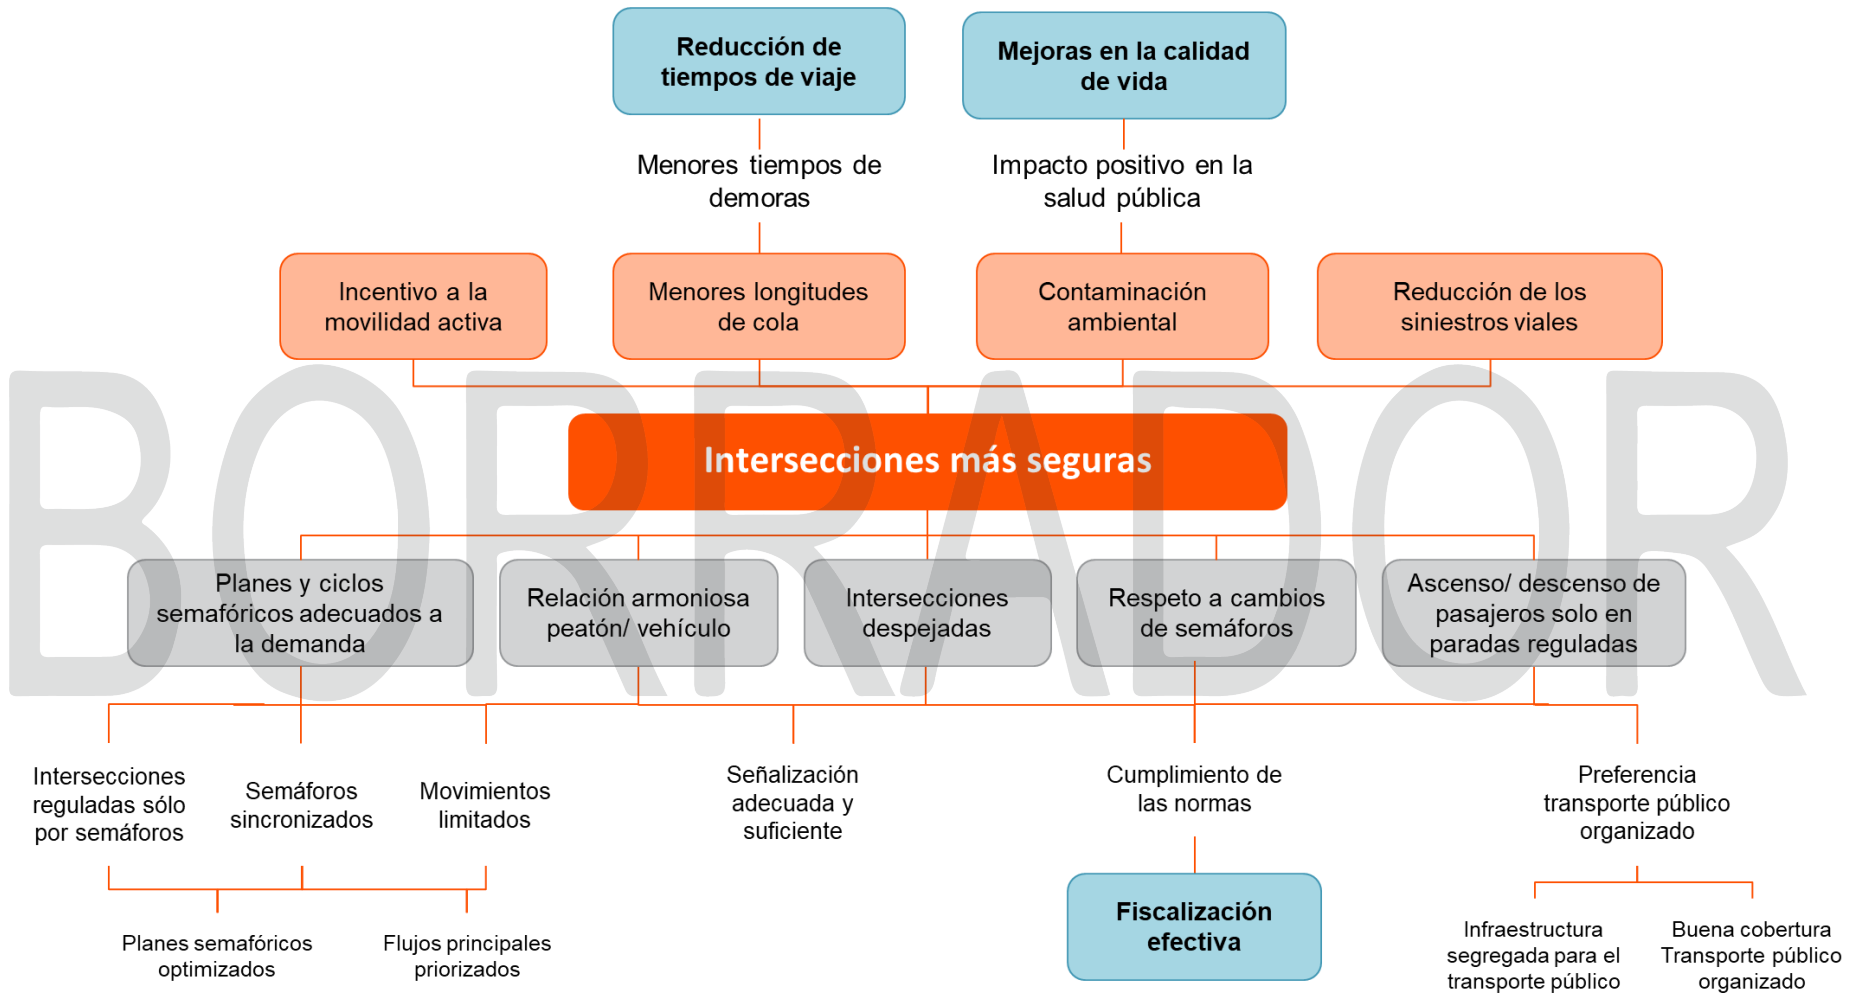 Reducción de
tiempos de viaje
Mejoras en la calidad
de vida
Menores tiempos de
demoras
Impacto positivo en la
salud pública
Incentivo a la
movilidad activa
Menores longitudes
de cola
Contaminación
ambiental
Reducción de los
siniestros viales
BORRADOR
Intersecciones más seguras
Planes y ciclos
semafóricos adecuados a
la demanda
Relación armoniosa
peatón/ vehículo
Intersecciones
despejadas
Respeto a cambios
de semáforos
Ascenso/ descenso de
pasajeros solo en
paradas reguladas
Intersecciones
reguladas sólo
por semáforos
Semáforos
sincronizados
Movimientos
limitados
Señalización
adecuada y
suficiente
Cumplimiento de
las normas
Preferencia
transporte público
organizado
Planes semafóricos
optimizados
Flujos principales
priorizados
Fiscalización
efectiva
Infraestructura
segregada para el
transporte público
Buena cobertura
Transporte público
organizado